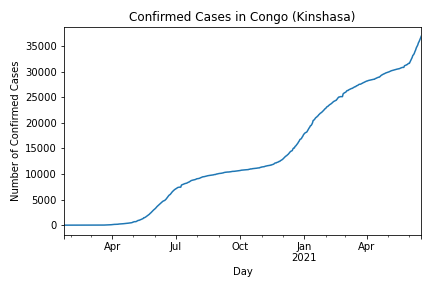 Confirmed Cases in Congo (Kinshasa)
Number of Confirmed Cases
35000
30000
25000
20000
15000
10000
5000
0
Apr
Jul
Oct
Jan
2021
Apr
Day